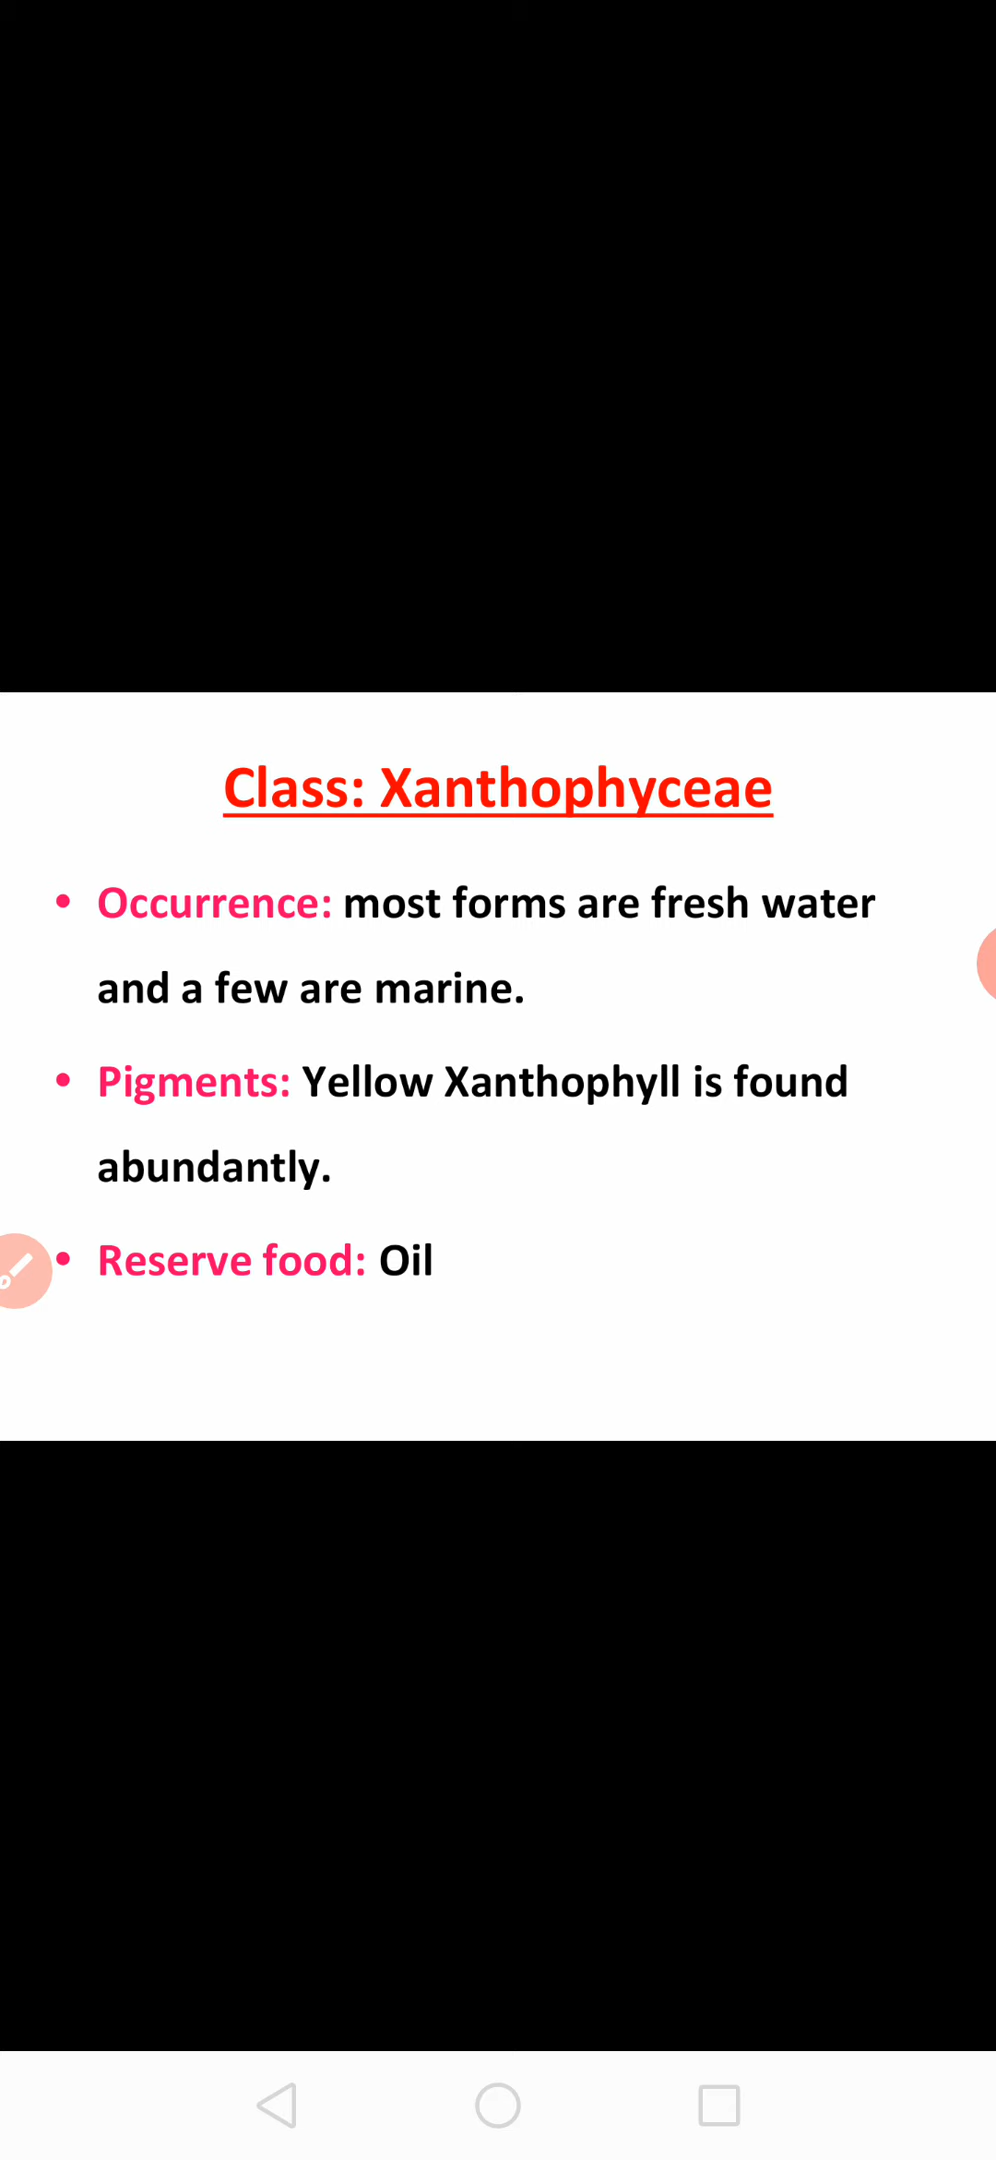 Class: Xanthophyceae
• Occurrence: most forms are fresh water
and a few are marine.
• Pigments: Yellow Xanthophyll is found
abundantly.
• Reserve food: Oil